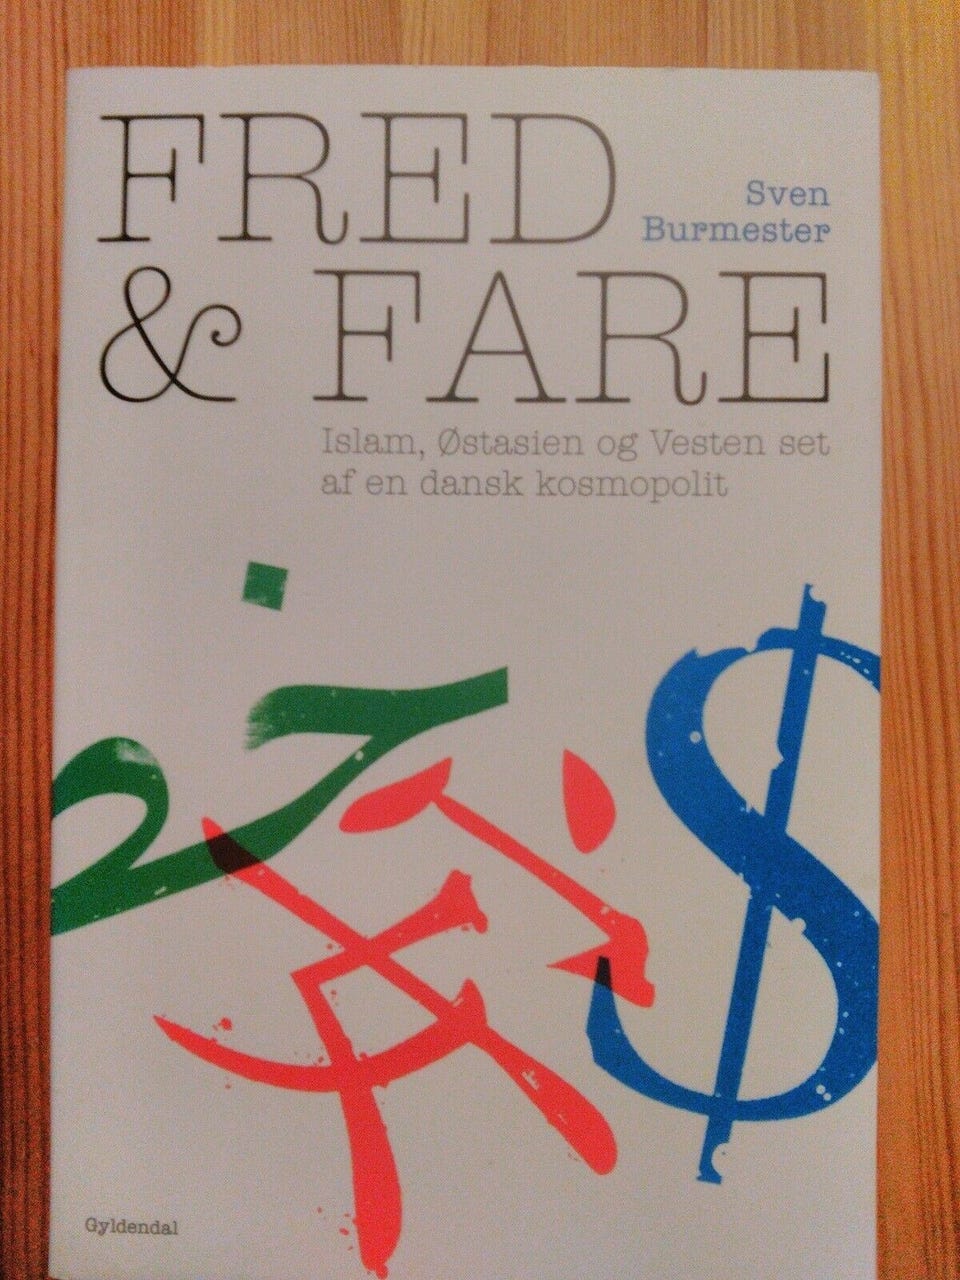 FRED
Sven
Burmester
& FARE
Islam, Østasien og Vesten set
af en dansk kosmopolit
$
Gyldendal